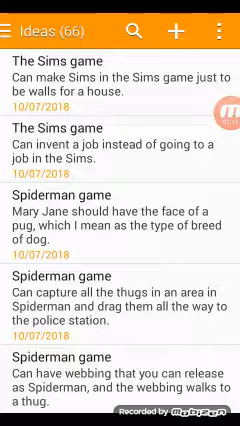 Ideas (66)
The Sims game
Can make Sims in the Sims game just to
be walls for a house.
10/07/2018
The Sims game
Can invent a job instead of going to a
job in the Sims.
10/07/2018
Spiderman game
Mary Jane should have the face of a
pug, which I mean as the type of breed
of dog.
10/07/2018
Spiderman game
Can capture all the thugs in an area in
Spiderman and drag them all the way to
the police station.
10/07/2018
Spiderman game
Can have webbing that you can release
as Spiderman, and the webbing walks to
a thug.
Recorded by mobizen